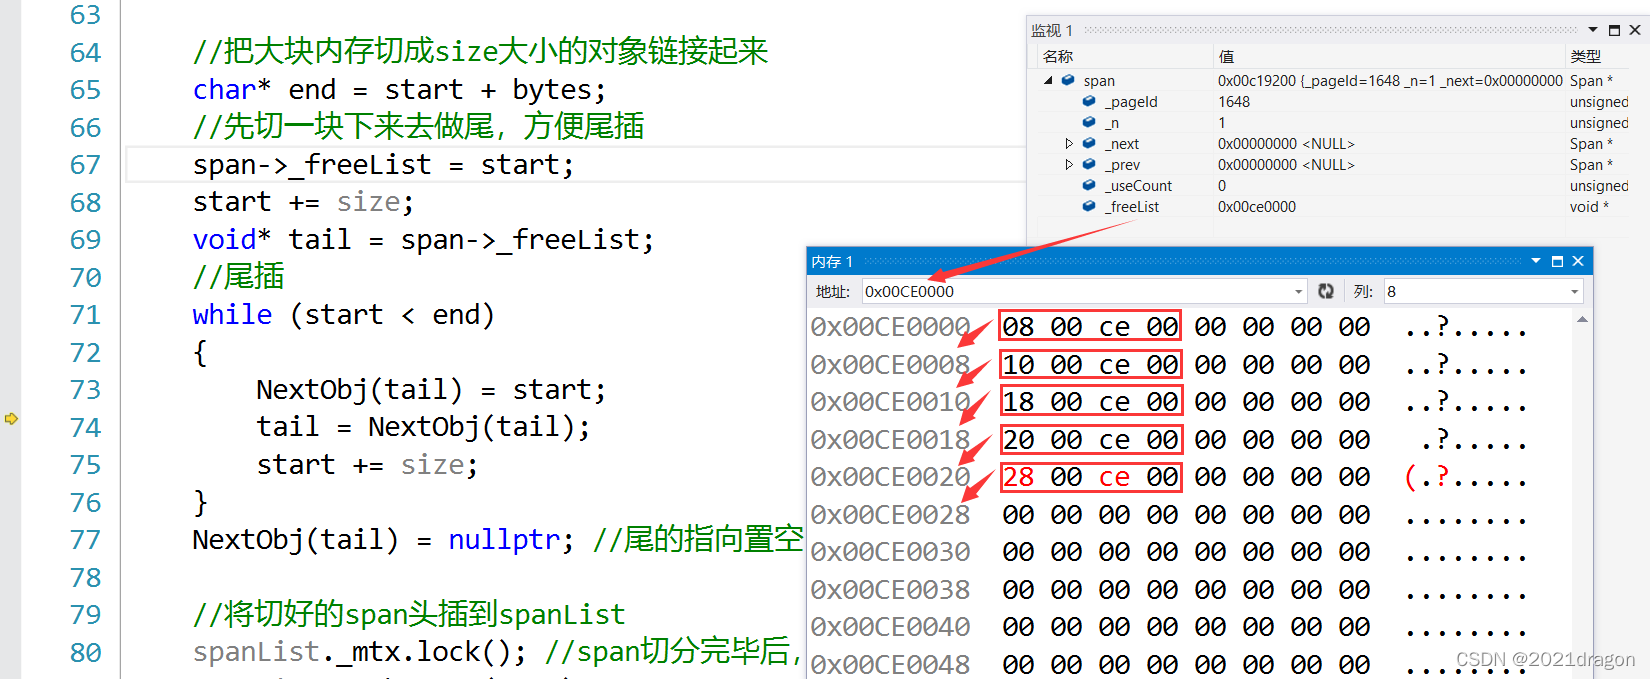 63
64 //把大块内存切成size大小的对象链接起来
65 char* end = start + bytes;
66 //先切一块下来去做尾，方便尾插
67 span->_freeList = start;
68 start += size;
69 void* tail = span->_freeList;
70 //尾插
71 while (start < end)
72 {
73 NextObj(tail) = start;
74 tail = NextObj(tail);
75 start += size;
76 }
77 NextObj(tail) = nullptr; //尾的指向置空
78
79 //将切好的span头插到spanList
80 spanList._mtx.lock(); //span切分完毕后，
监视 1
名称 值 类型
span 0x00c19200 {_pageId=1648 _n=1 _next=0x00000000 Span *
_pageId 1648 unsigned
_n 1 unsigned
_next 0x00000000 <NULL> Span *
_prev 0x00000000 <NULL> Span *
_useCount 0 unsigned
_freeList 0x00ce0000 void *
内存 1
地址: 0x00CE0000 列: 8
0x00CE0000 08 00 ce 00 00 00 00 00 ..?.....
0x00CE0008 10 00 ce 00 00 00 00 00 ..?.....
0x00CE0010 18 00 ce 00 00 00 00 00 ..?.....
0x00CE0018 20 00 ce 00 00 00 00 00 .?.....
0x00CE0020 28 00 ce 00 00 00 00 00 (.?.....
0x00CE0028 00 00 00 00 00 00 00 00 ........
0x00CE0030 00 00 00 00 00 00 00 00 ........
0x00CE0038 00 00 00 00 00 00 00 00 ........
0x00CE0040 00 00 00 00 00 00 00 00 ........
0x00CE0048 00 00 00 00 00 00 00 00 ........
CSDN @2021dragon